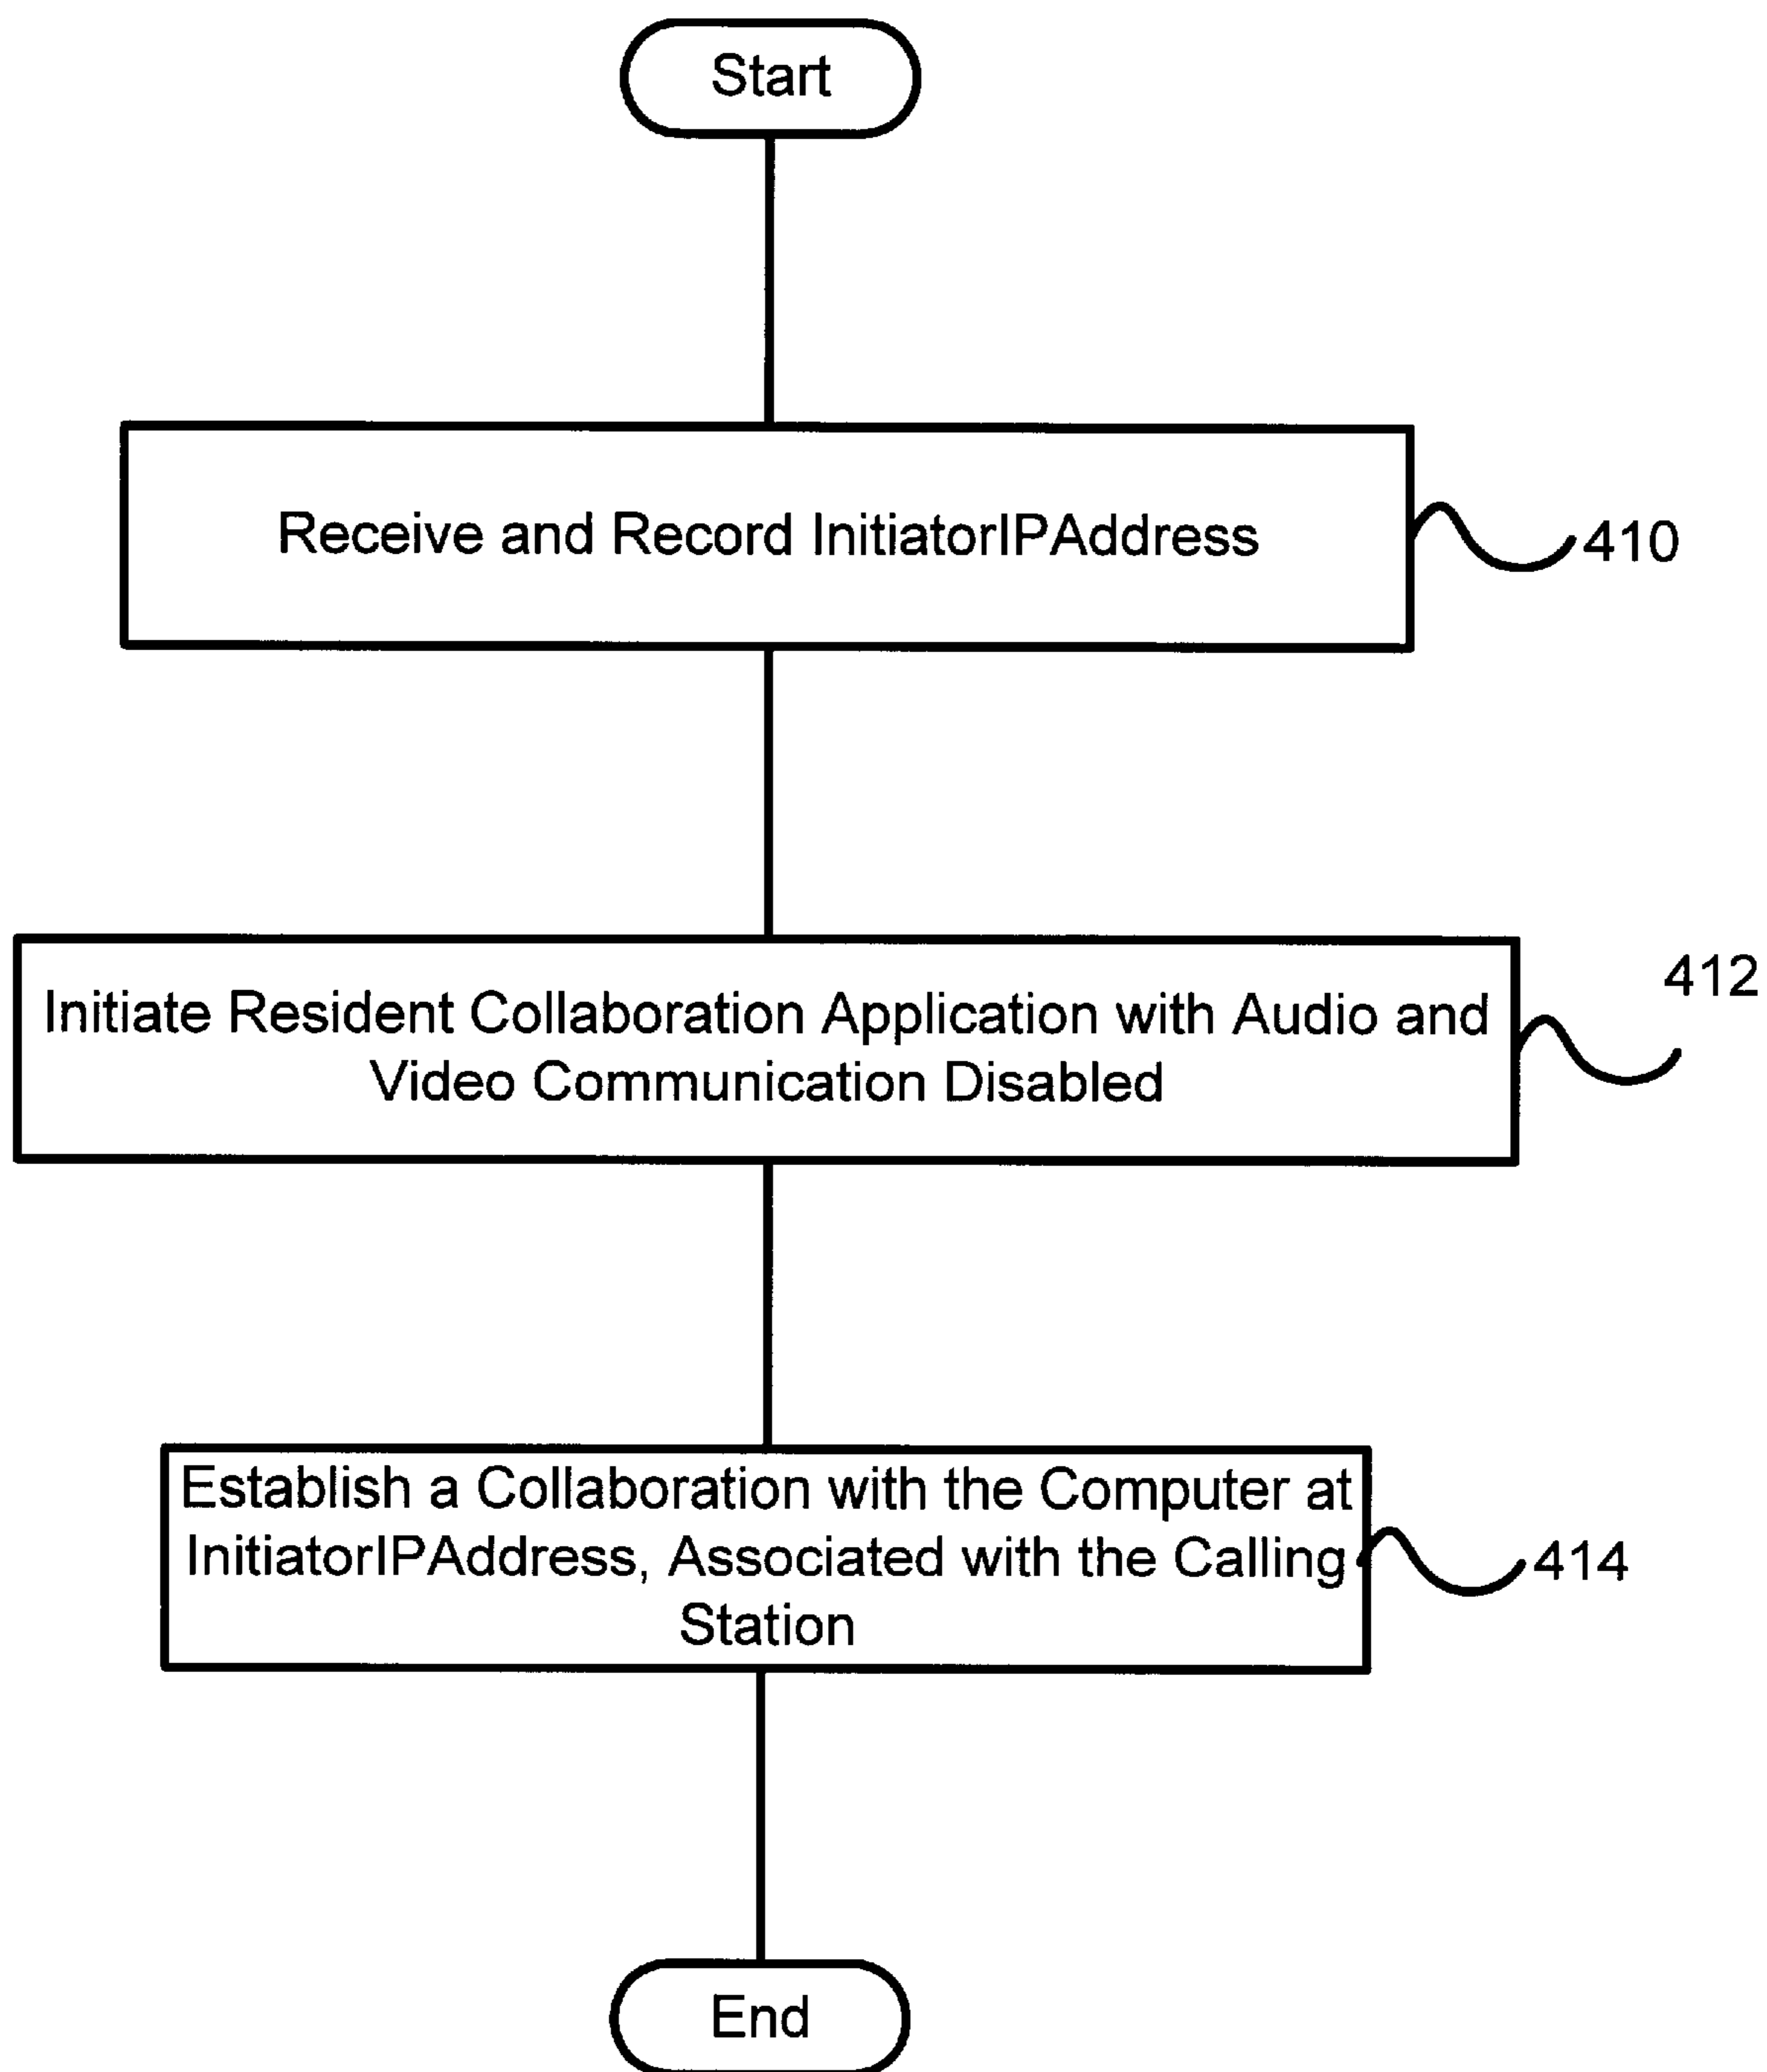 Start
Receive and Record InitiatorIPAddress
410
Initiate Resident Collaboration Application with Audio and
Video Communication Disabled
412
Establish a Collaboration with the Computer at
InitiatorIPAddress, Associated with the Calling
Station
414
End